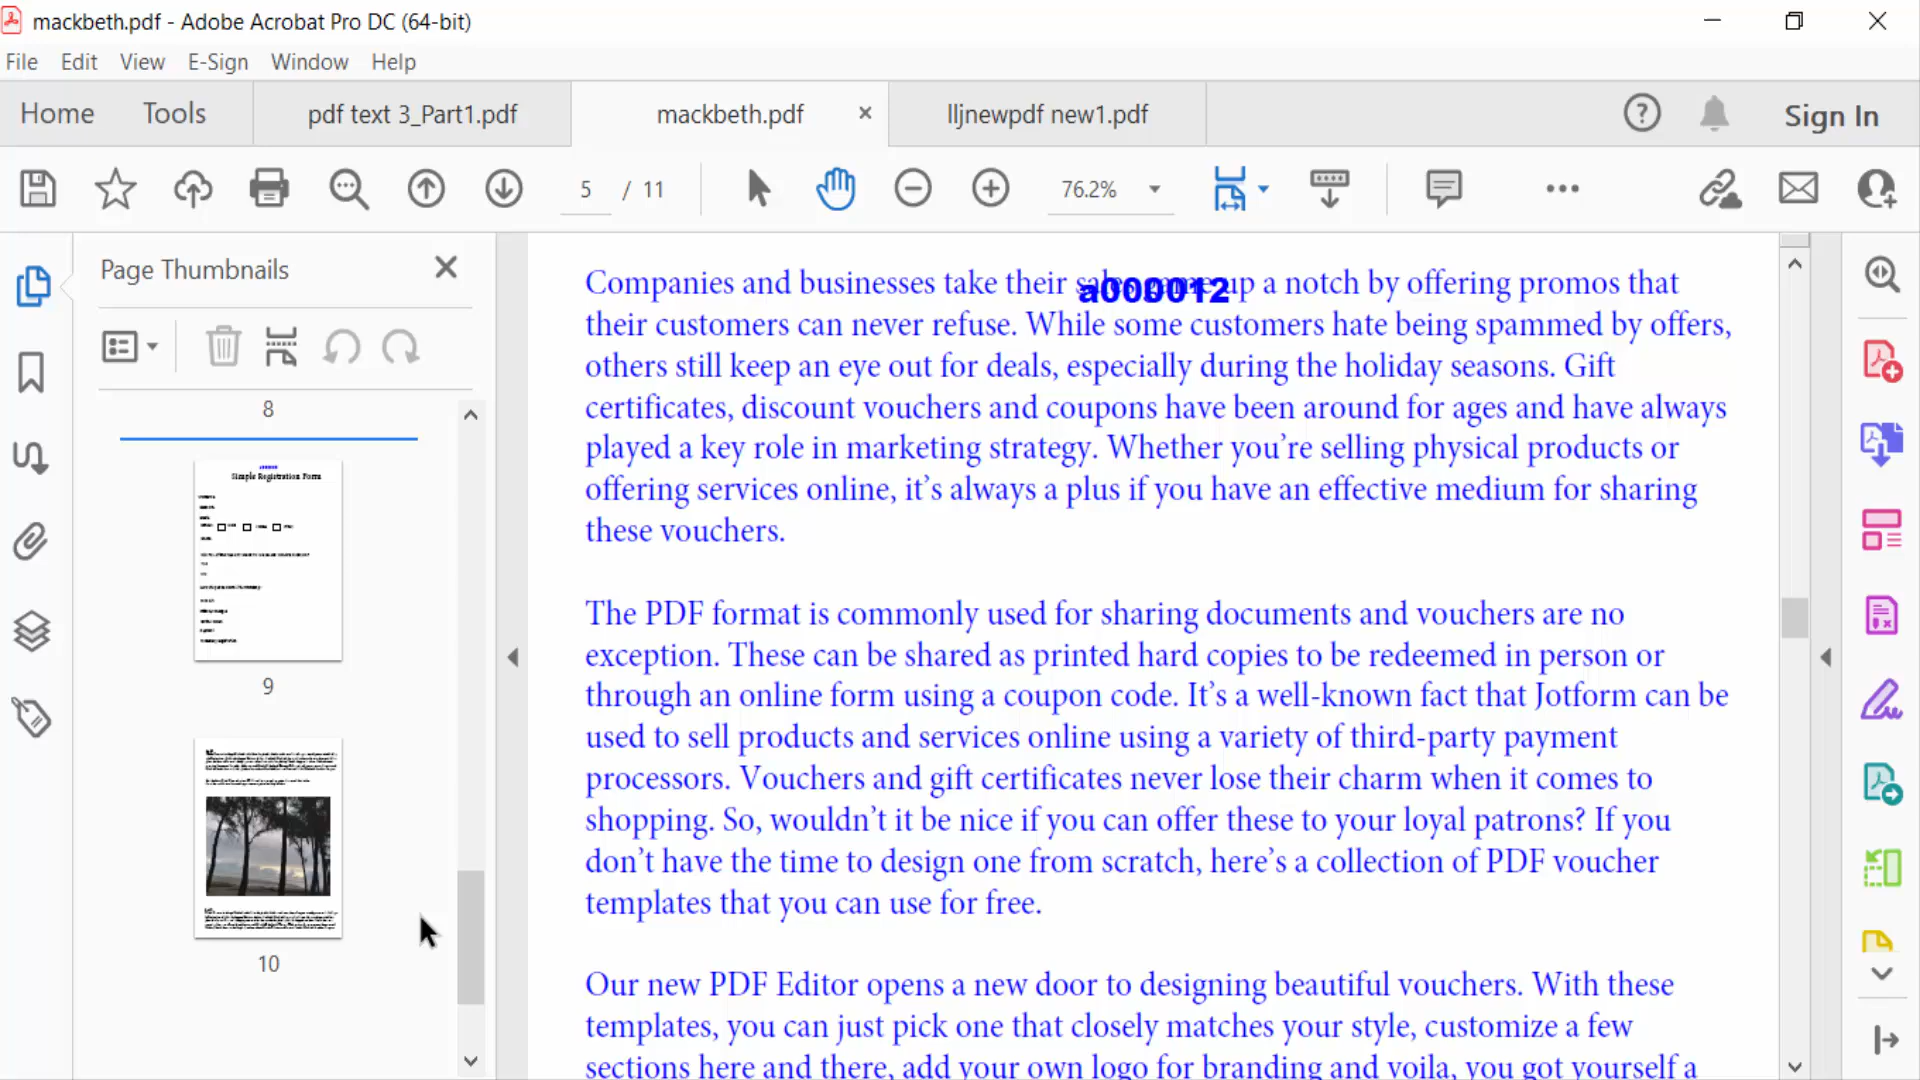 mackbeth.pdf - Adobe Acrobat Pro DC (64-bit)
File Edit View E-Sign Window Help
Home Tools pdf text 3_Part1.pdf mackbeth.pdf lljnewpdf new1.pdf Sign In
5 / 11 76.2%
Page Thumbnails
8
Simple Registration Form
9
10
a000012
Companies and businesses take their sales game up a notch by offering promos that
their customers can never refuse. While some customers hate being spammed by offers,
others still keep an eye out for deals, especially during the holiday seasons. Gift
certificates, discount vouchers and coupons have been around for ages and have always
played a key role in marketing strategy. Whether you’re selling physical products or
offering services online, it’s always a plus if you have an effective medium for sharing
these vouchers.
The PDF format is commonly used for sharing documents and vouchers are no
exception. These can be shared as printed hard copies to be redeemed in person or
through an online form using a coupon code. It’s a well-known fact that Jotform can be
used to sell products and services online using a variety of third-party payment
processors. Vouchers and gift certificates never lose their charm when it comes to
shopping. So, wouldn’t it be nice if you can offer these to your loyal patrons? If you
don’t have the time to design one from scratch, here’s a collection of PDF voucher
templates that you can use for free.
Our new PDF Editor opens a new door to designing beautiful vouchers. With these
templates, you can just pick one that closely matches your style, customize a few
sections here and there, add your own logo for branding and voila, you got yourself a